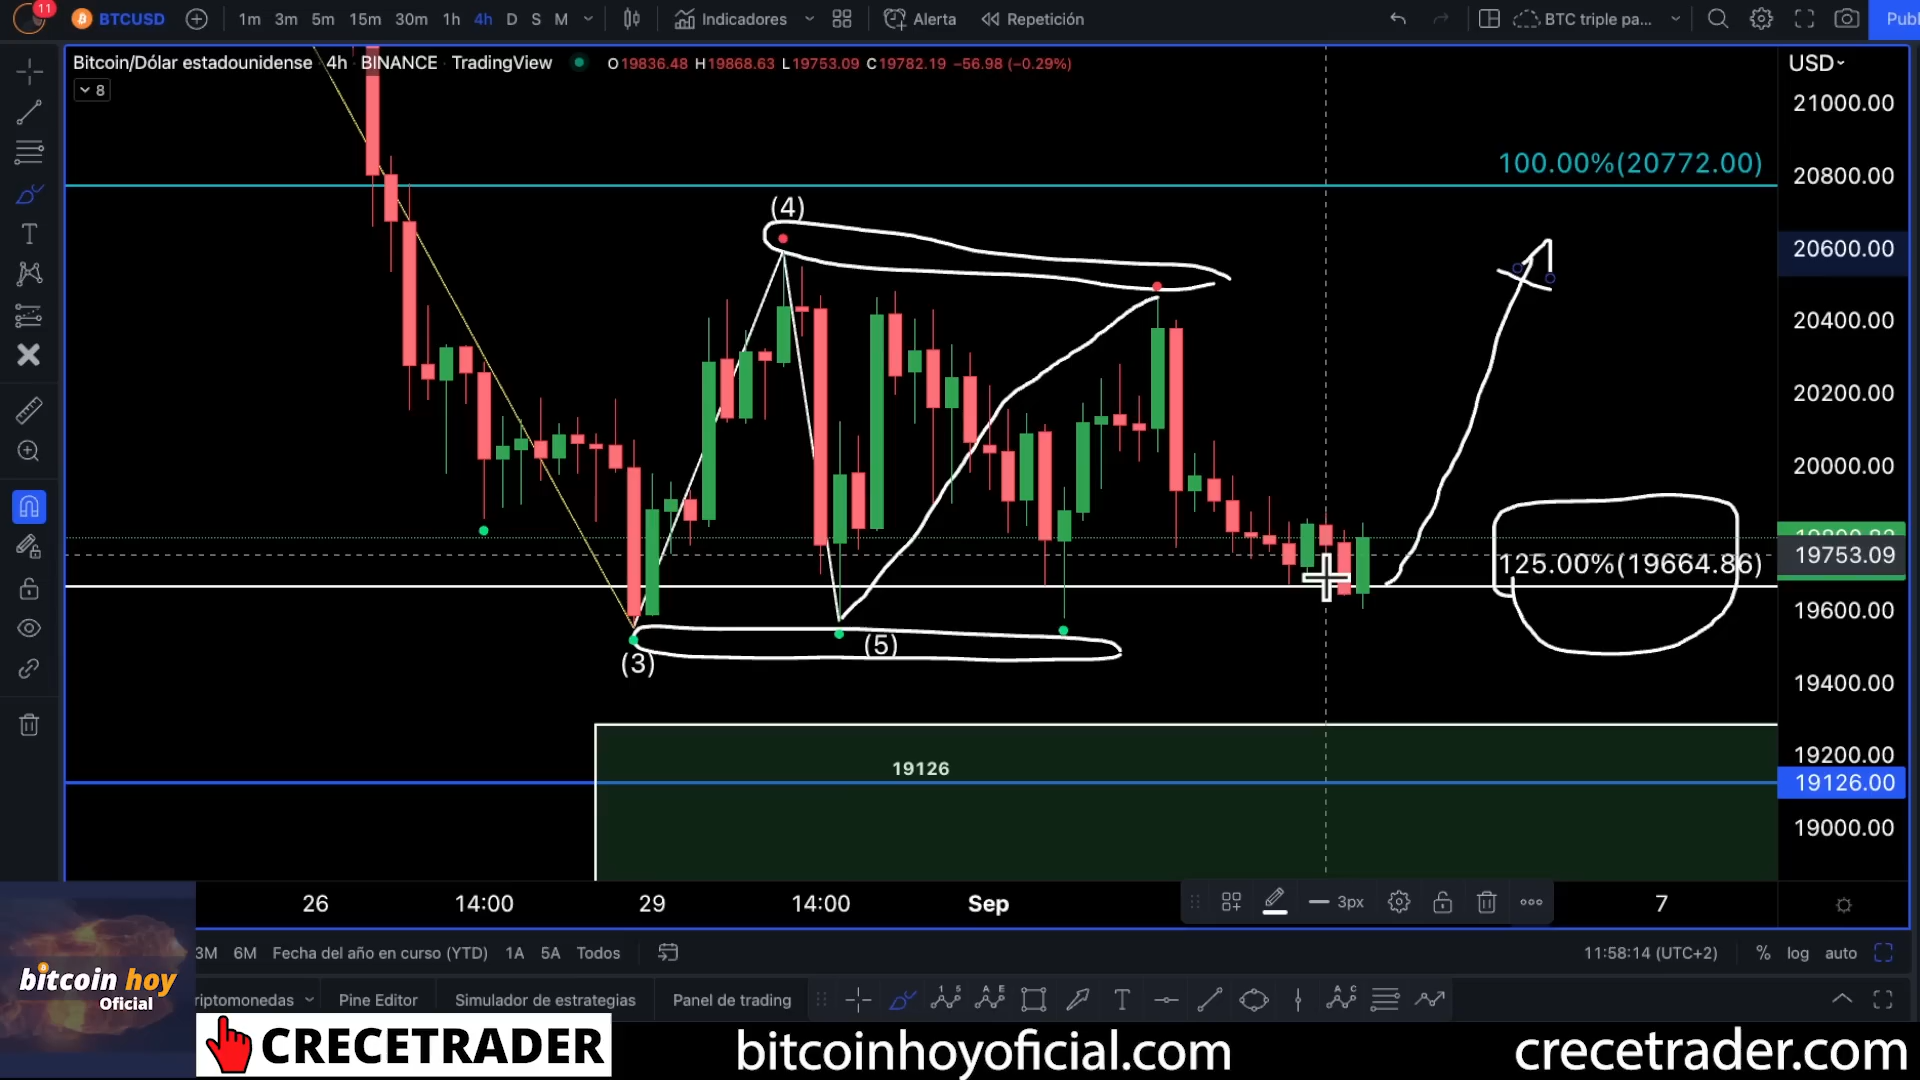 11
BTCUSD
1m 3m 5m 15m 30m 1h 4h D S M
Indicadores
Alerta
Repetición
BTC triple pa...
Publ
Bitcoin/Dólar estadounidense 4h BINANCE TradingView
O19836.48 H19868.63 L19753.09 C19782.19 −56.98 (−0.29%)
8
USD
21000.00
100.00%(20772.00)
20800.00
(4)
20600.00
20400.00
20200.00
20000.00
19753.09
125.00%(19664.86)
19600.00
(5)
(3)
19400.00
19200.00
19126
19126.00
19000.00
26 14:00 29 14:00 Sep 7
3px
3M 6M Fecha del año en curso (YTD) 1A 5A Todos
11:58:14 (UTC+2)
% log auto
bitcoin hoy
Oficial
riptomonedas
Pine Editor
Simulador de estrategias
Panel de trading
CRECETRADER
bitcoinhoyoficial.com
crecetrader.com